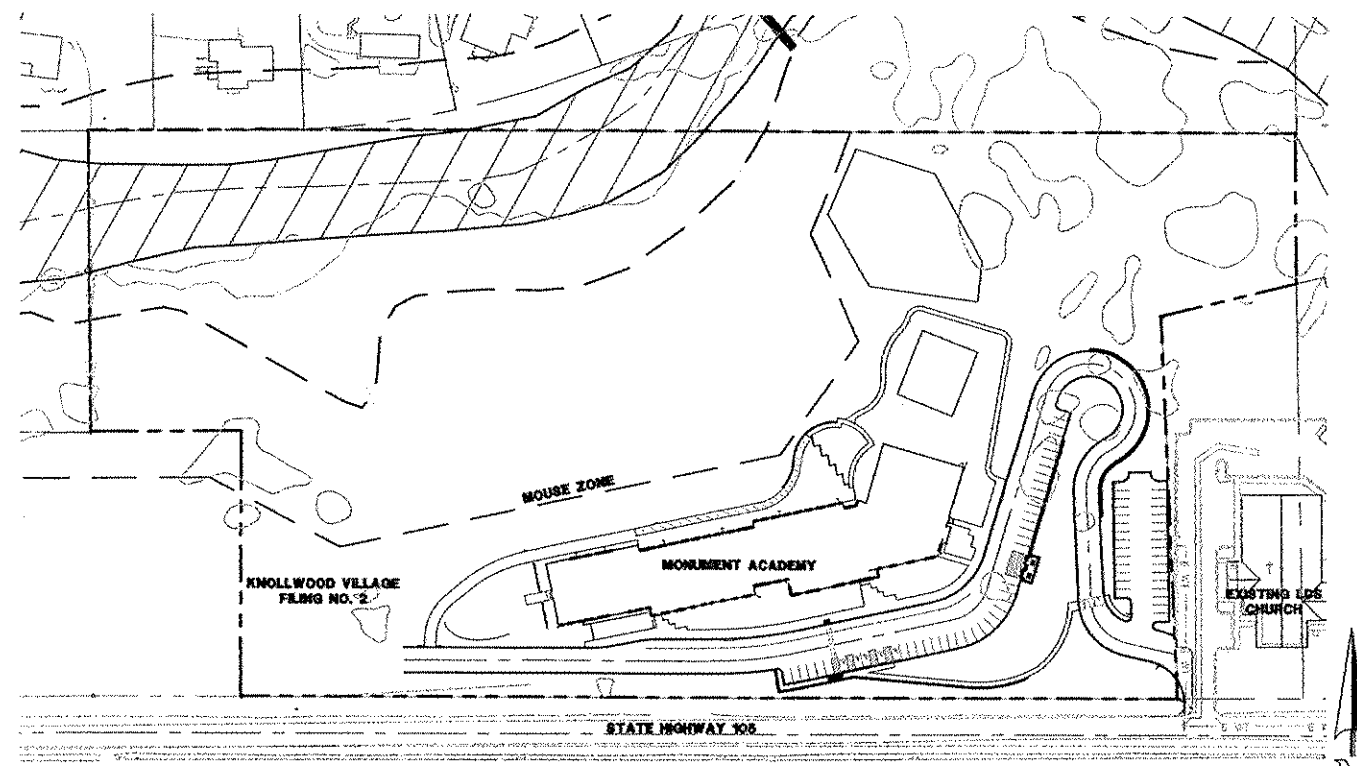 MOUSE ZONE
MONUMENT ACADEMY
KNOLLWOOD VILLAGE
FILING NO. 2
EXISTING LDS
CHURCH
STATE HIGHWAY 105